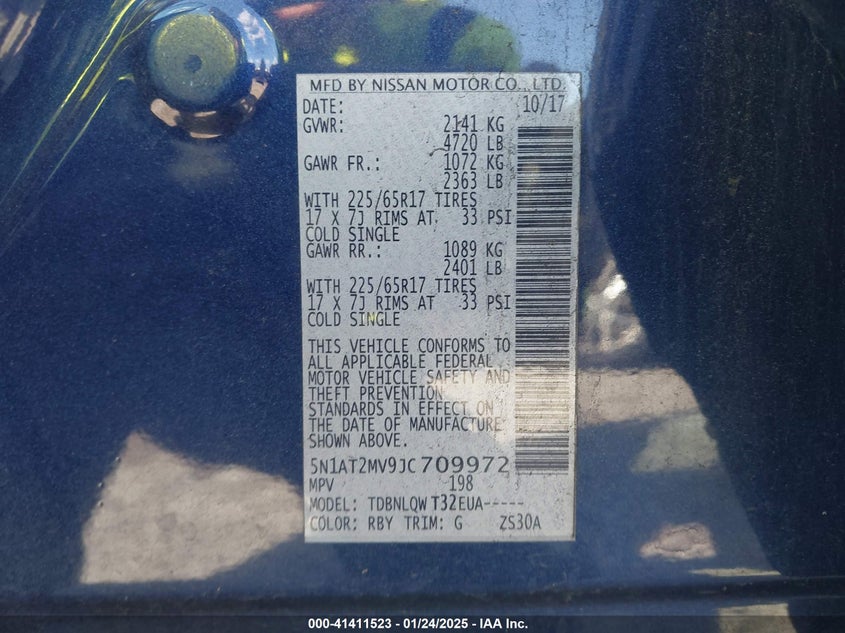 MFD BY NISSAN MOTOR CO., LTD.
DATE: 10/17
GVWR: 2141 KG
4720 LB
GAWR FR.: 1072 KG
2363 LB
WITH 225/65R17 TIRES
17 X 7J RIMS AT 33 PSI
COLD SINGLE
GAWR RR.: 1089 KG
2401 LB
WITH 225/65R17 TIRES
17 X 7J RIMS AT 33 PSI
COLD SINGLE
THIS VEHICLE CONFORMS TO
ALL APPLICABLE FEDERAL
MOTOR VEHICLE SAFETY AND
THEFT PREVENTION
STANDARDS IN EFFECT ON
THE DATE OF MANUFACTURE
SHOWN ABOVE.
5N1AT2MV9JC709972
MPV 198
MODEL: TDBNLQW T32EUA-----
COLOR: RBY TRIM: G ZS30A
000-41411523 - 01/24/2025 - IAA Inc.